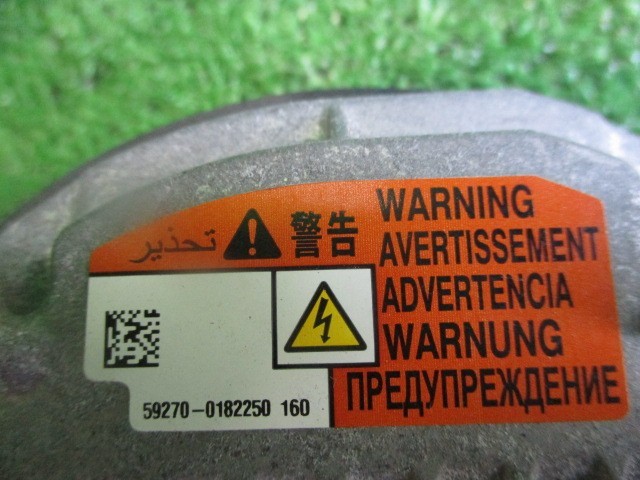 تحذير
警告
WARNING
AVERTISSEMENT
ADVERTENCIA
WARNUNG
ПРЕДУПРЕЖДЕНИЕ
59270-0182250 160